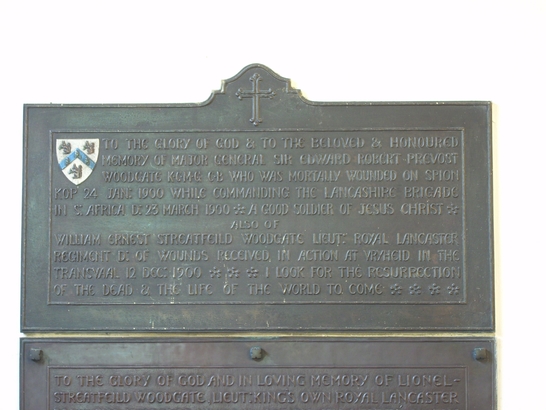 TO THE GLORY OF GOD & TO THE BELOVED & HONOURED
MEMORY OF MAJOR GENERAL SIR EDWARD ROBERT PREVOST
WOODGATE K.C.M.G. C.B. WHO WAS MORTALLY WOUNDED ON SPION
KOP 24 JAN: 1900 WHILE COMMANDING THE LANCASHIRE BRIGADE
IN S. AFRICA D: 23 MARCH 1900 * A GOOD SOLDIER OF JESUS CHRIST *
ALSO OF
WILLIAM ERNEST STREATFEILD WOODGATE LIEUT: ROYAL LANCASTER
REGIMENT D: OF WOUNDS RECEIVED IN ACTION AT VRYHEID IN THE
TRANSVAAL 12 DEC: 1900 * * * I LOOK FOR THE RESURRECTION
OF THE DEAD & THE LIFE OF THE WORLD TO COME * * * *
TO THE GLORY OF GOD AND IN LOVING MEMORY OF LIONEL-
STREATFEILD WOODGATE LIEUT: KING'S OWN ROYAL LANCASTER